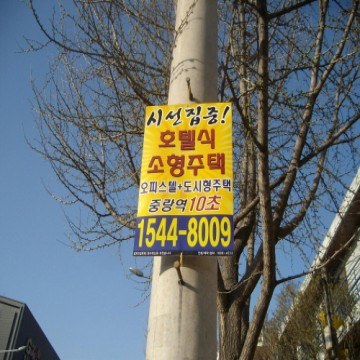 시선집중!
호텔식
소형주택
오피스텔+도시형주택
중랑역10초
1544-8009